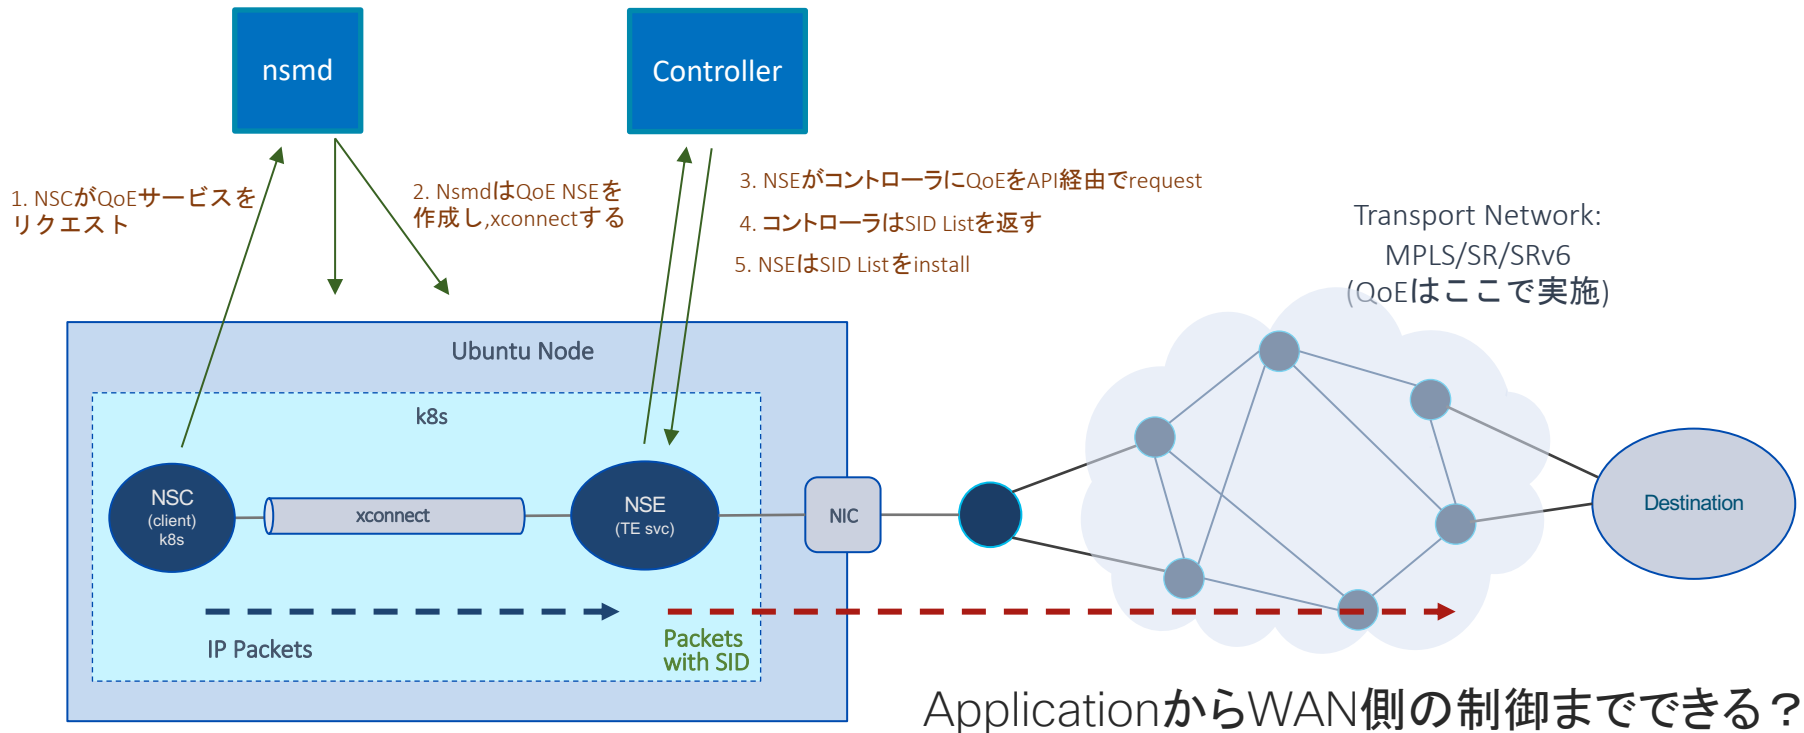 nsmd
Controller
1. NSCがQoEサービスを
リクエスト
2. NsmdはQoE NSEを
作成し,xconnectする
3. NSEがコントローラにQoEをAPI経由でrequest
4. コントローラはSID Listを返す
5. NSEはSID Listをinstall
Transport Network:
MPLS/SR/SRv6
(QoEはここで実施)
Ubuntu Node
k8s
NSC
(client)
k8s
xconnect
NSE
(TE svc)
NIC
Destination
IP Packets
Packets
with SID
ApplicationからWAN側の制御までできる？